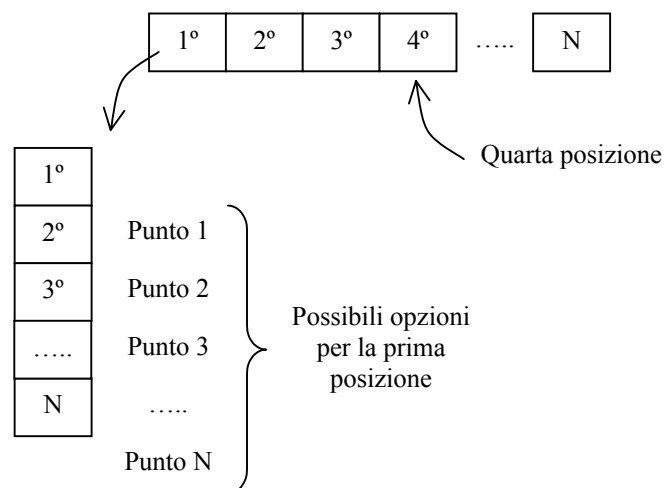 1º 2º 3º 4º ….. N
Quarta posizione
1º
2º Punto 1
3º Punto 2
….. Punto 3
N …..
Punto N
Possibili opzioni
per la prima
posizione